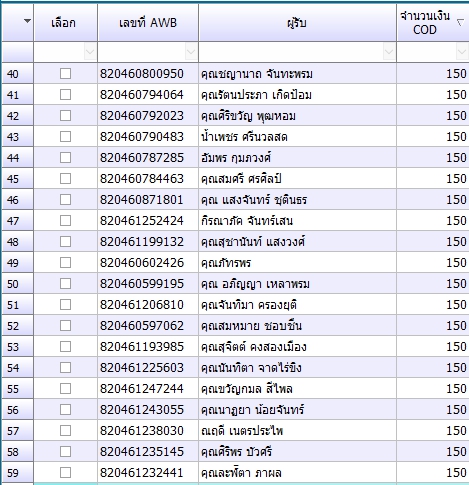 เลือก เลขที่ AWB ผู้รับ จำนวนเงิน COD
40 820460800950 คุณชญานาถ จันทะพรม 150
41 820460794064 คุณรัตนประภา เกิดป้อม 150
42 820460792023 คุณศิริขวัญ พุฒหอม 150
43 820460790483 น้ำเพชร ศรีนวลสด 150
44 820460787285 อัมพร กุมภวงศ์ 150
45 820460784463 คุณสมศรี ศรศิลป์ 150
46 820460871801 คุณ แสงจันทร์ ชุตินธร 150
47 820461252424 กิรณาภัค จันทร์เสน 150
48 820461199132 คุณสุชานันท์ แสงวงศ์ 150
49 820460602426 คุณภัทรพร 150
50 820460599195 คุณ อภิญญา เหลาพรม 150
51 820461206810 คุณจันทิมา ครองยุติ 150
52 820460597062 คุณสมหมาย ชอบชื่น 150
53 820461193985 คุณสุจิตต์ คงสองเมือง 150
54 820461225603 คุณนันทิตา จาดไร่ขิง 150
55 820461247244 คุณขวัญกมล สีไพล 150
56 820461243055 คุณนาฏยา น้อยจันทร์ 150
57 820461238030 ณฤดี เนตรประไพ 150
58 820461235145 คุณศิริพร บัวศรี 150
59 820461232441 คุณละพัตา ภาผล 150